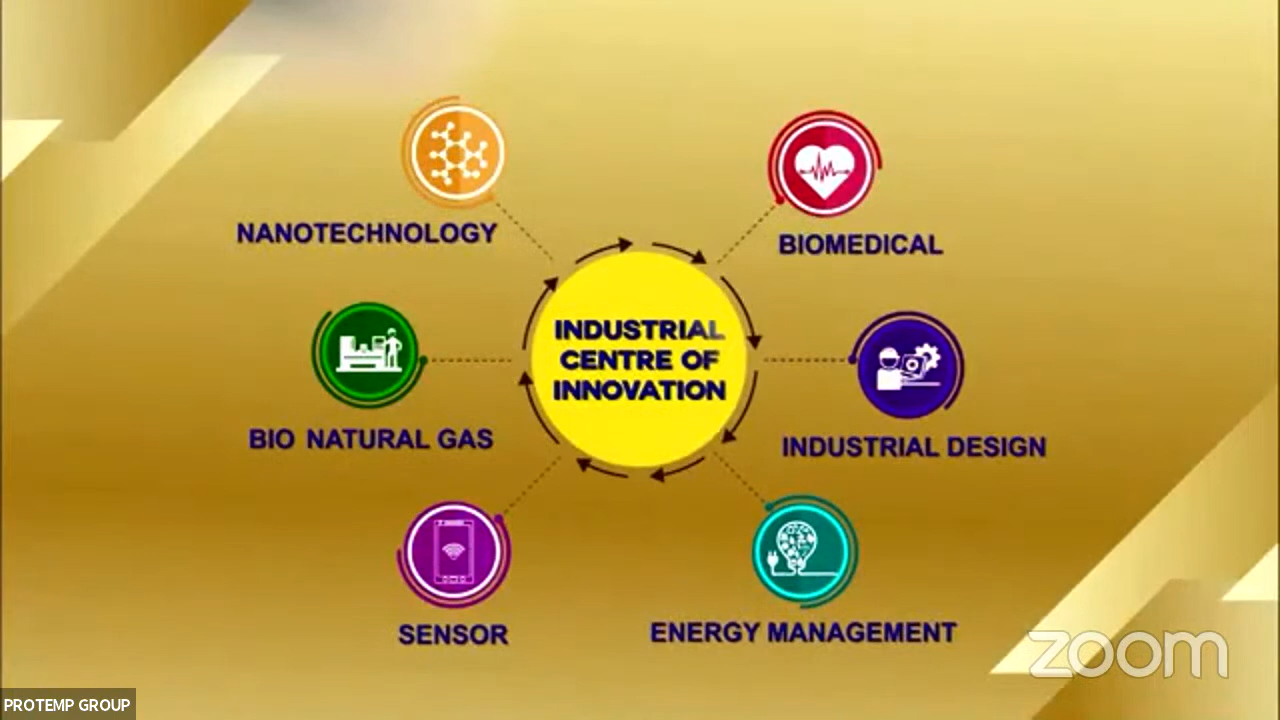 NANOTECHNOLOGY
BIOMEDICAL
INDUSTRIAL
CENTRE OF
INNOVATION
BIO NATURAL GAS
INDUSTRIAL DESIGN
SENSOR
ENERGY MANAGEMENT
zoom
PROTEMP GROUP